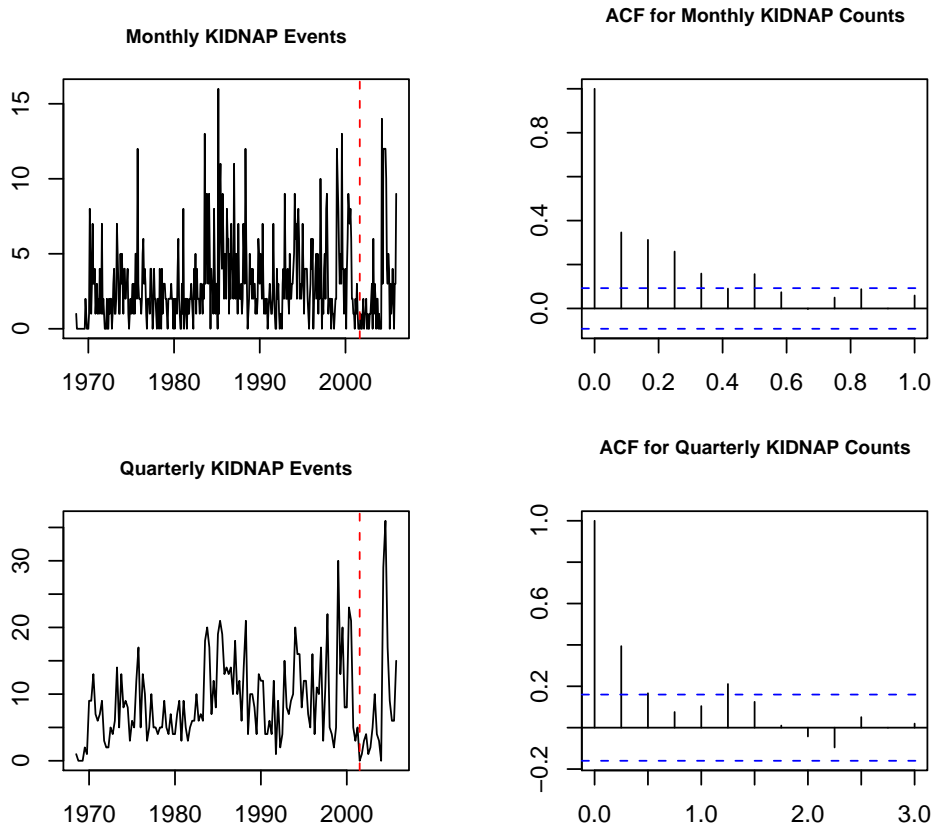 Monthly KIDNAP Events
15
10
5
0
1970 1980 1990 2000
ACF for Monthly KIDNAP Counts
0.8
0.4
0.0
0.0 0.2 0.4 0.6 0.8 1.0
Quarterly KIDNAP Events
30
20
10
0
1970 1980 1990 2000
ACF for Quarterly KIDNAP Counts
1.0
0.6
0.2
−0.2
0.0 1.0 2.0 3.0